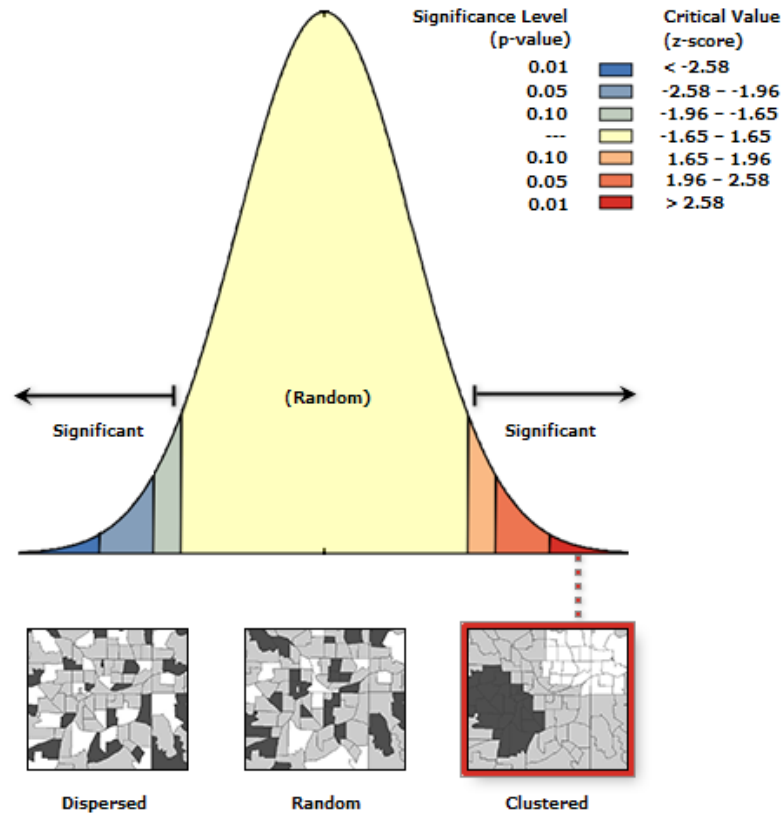 Significance Level Critical Value
(p-value) (z-score)
0.01 < -2.58
0.05 -2.58 – -1.96
0.10 -1.96 – -1.65
--- -1.65 – 1.65
0.10 1.65 – 1.96
0.05 1.96 – 2.58
0.01 > 2.58
(Random)
Significant Significant
Dispersed Random Clustered